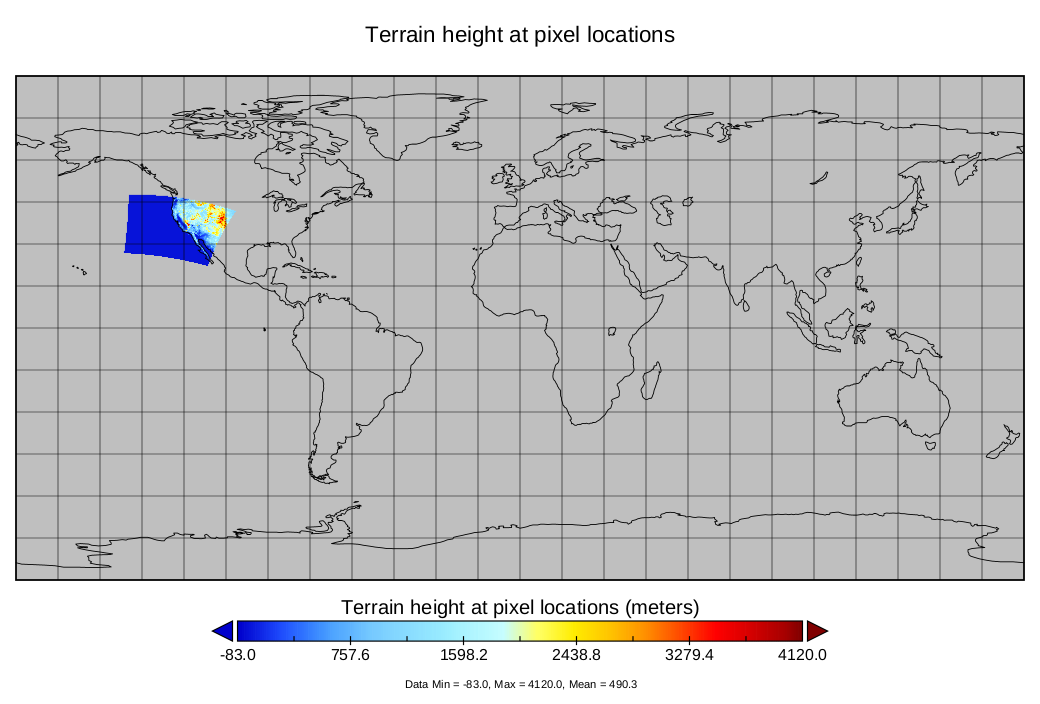 Terrain height at pixel locations
Terrain height at pixel locations (meters)
-83.0 757.6 1598.2 2438.8 3279.4 4120.0
Data Min = -83.0, Max = 4120.0, Mean = 490.3